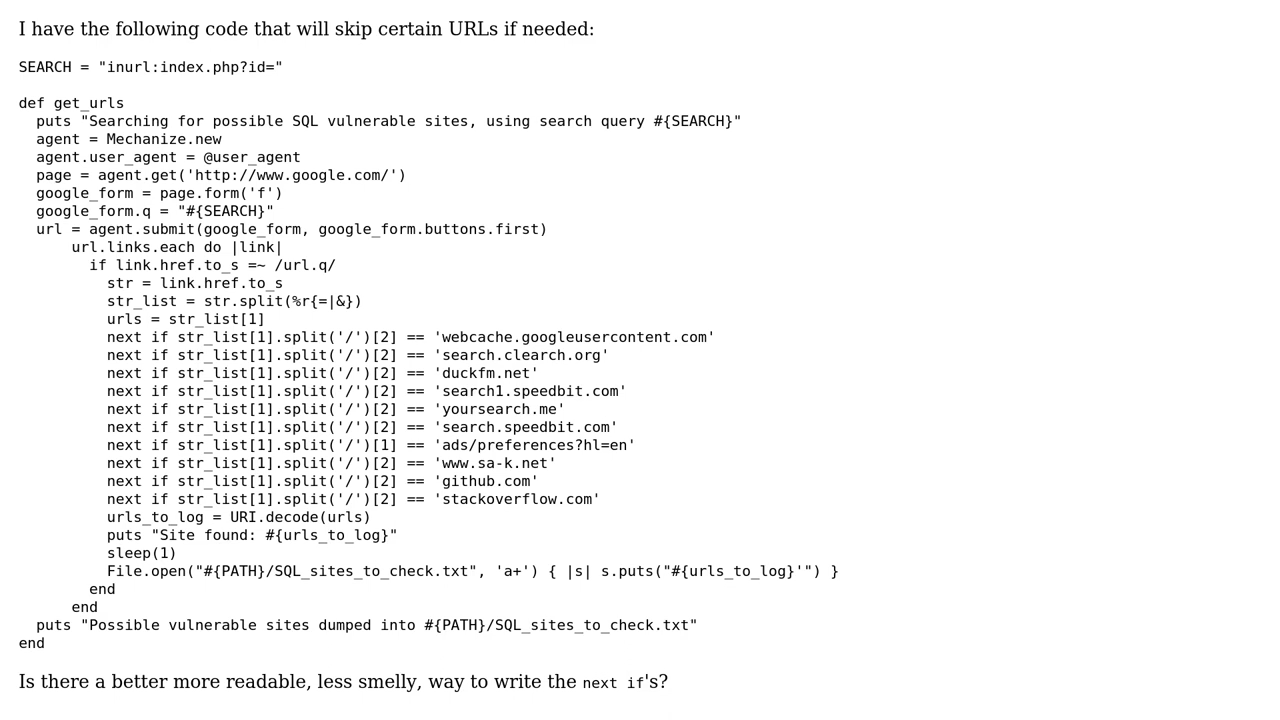 I have the following code that will skip certain URLs if needed:
SEARCH = "inurl:index.php?id="
def get_urls
  puts "Searching for possible SQL vulnerable sites, using search query #{SEARCH}"
  agent = Mechanize.new
  agent.user_agent = @user_agent
  page = agent.get('http://www.google.com/')
  google_form = page.form('f')
  google_form.q = "#{SEARCH}"
  url = agent.submit(google_form, google_form.buttons.first)
      url.links.each do |link|
        if link.href.to_s =~ /url.q/
          str = link.href.to_s
          str_list = str.split(%r{=|&})
          urls = str_list[1]
          next if str_list[1].split('/')[2] == 'webcache.googleusercontent.com'
          next if str_list[1].split('/')[2] == 'search.clearch.org'
          next if str_list[1].split('/')[2] == 'duckfm.net'
          next if str_list[1].split('/')[2] == 'search1.speedbit.com'
          next if str_list[1].split('/')[2] == 'yoursearch.me'
          next if str_list[1].split('/')[2] == 'search.speedbit.com'
          next if str_list[1].split('/')[1] == 'ads/preferences?hl=en'
          next if str_list[1].split('/')[2] == 'www.sa-k.net'
          next if str_list[1].split('/')[2] == 'github.com'
          next if str_list[1].split('/')[2] == 'stackoverflow.com'
          urls_to_log = URI.decode(urls)
          puts "Site found: #{urls_to_log}"
          sleep(1)
          File.open("#{PATH}/SQL_sites_to_check.txt", 'a+') { |s| s.puts("#{urls_to_log}'") }
        end
      end
  puts "Possible vulnerable sites dumped into #{PATH}/SQL_sites_to_check.txt"
end
Is there a better more readable, less smelly, way to write the next if's?